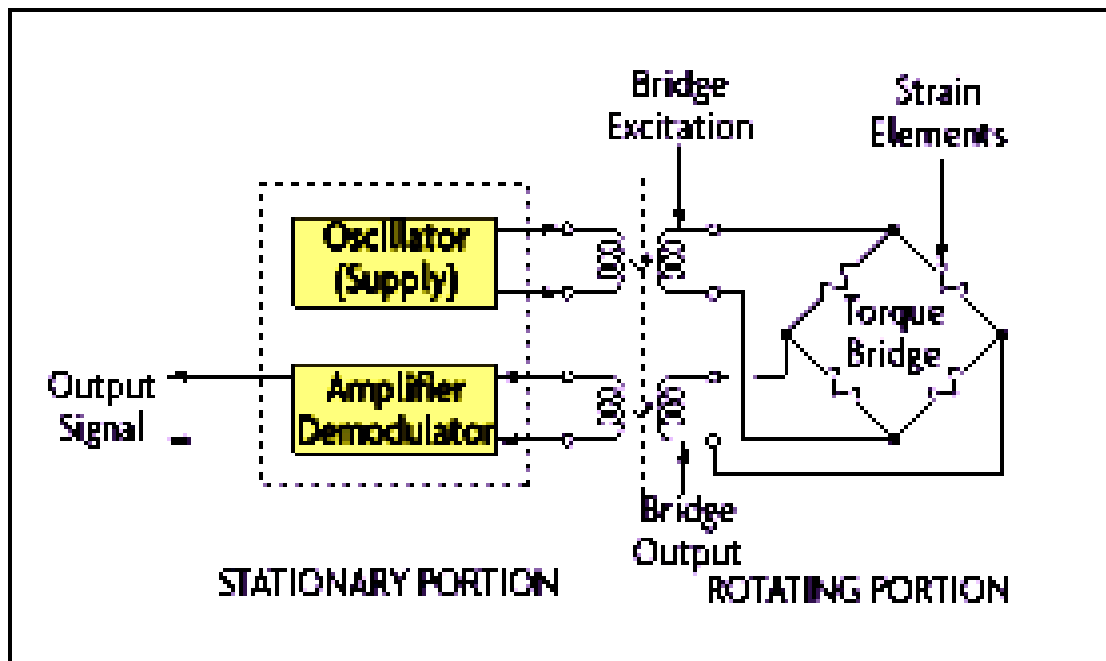 Bridge
Excitation
Strain
Elements
Oscillator
(Supply)
Torque
Bridge
Output
Signal
Amplifier
Demodulator
Bridge
Output
STATIONARY PORTION
ROTATING PORTION